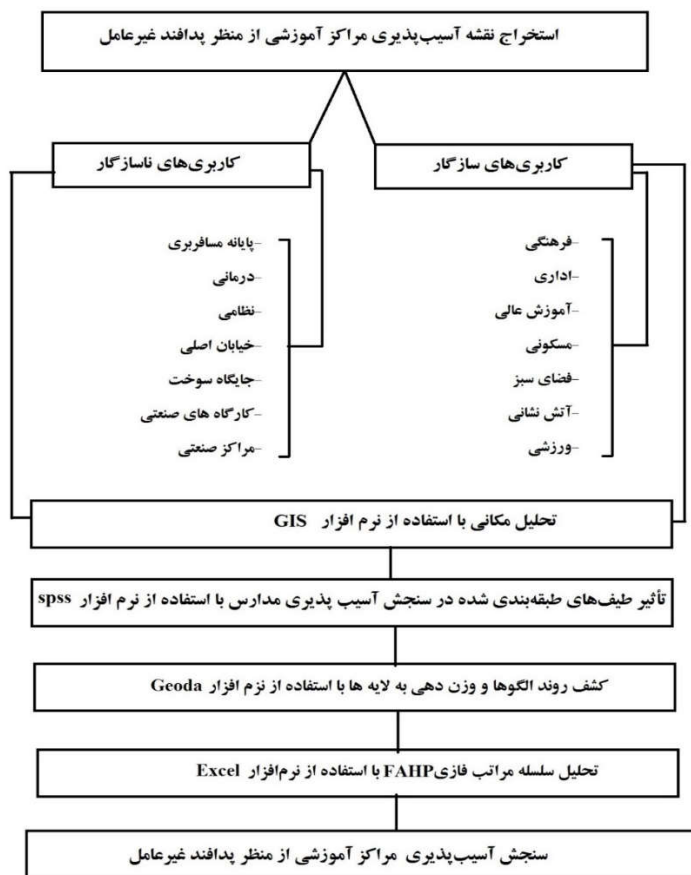 استخراج نقشه آسیب‌پذیری مراکز آموزشی از منظر پدافند غیرعامل
کاربری‌های سازگار
کاربری‌های ناسازگار
-فرهنگی
-اداری
-آموزش عالی
-مسکونی
-فضای سبز
-آتش نشانی
-ورزشی
-پایانه مسافربری
-درمانی
-نظامی
-خیابان اصلی
-جایگاه سوخت
-کارگاه های صنعتی
-مراکز صنعتی
تحلیل مکانی با استفاده از نرم افزار GIS
تأثیر طیف‌های طبقه‌بندی شده در سنجش آسیب پذیری مدارس با استفاده از نرم افزار spss
کشف روند الگوها و وزن دهی به لایه ها با استفاده از نزم افزار Geoda
تحلیل سلسله مراتب فازیFAHP با استفاده از نرم‌افزار Excel
سنجش آسیب‌پذیری مراکز آموزشی از منظر پدافند غیرعامل